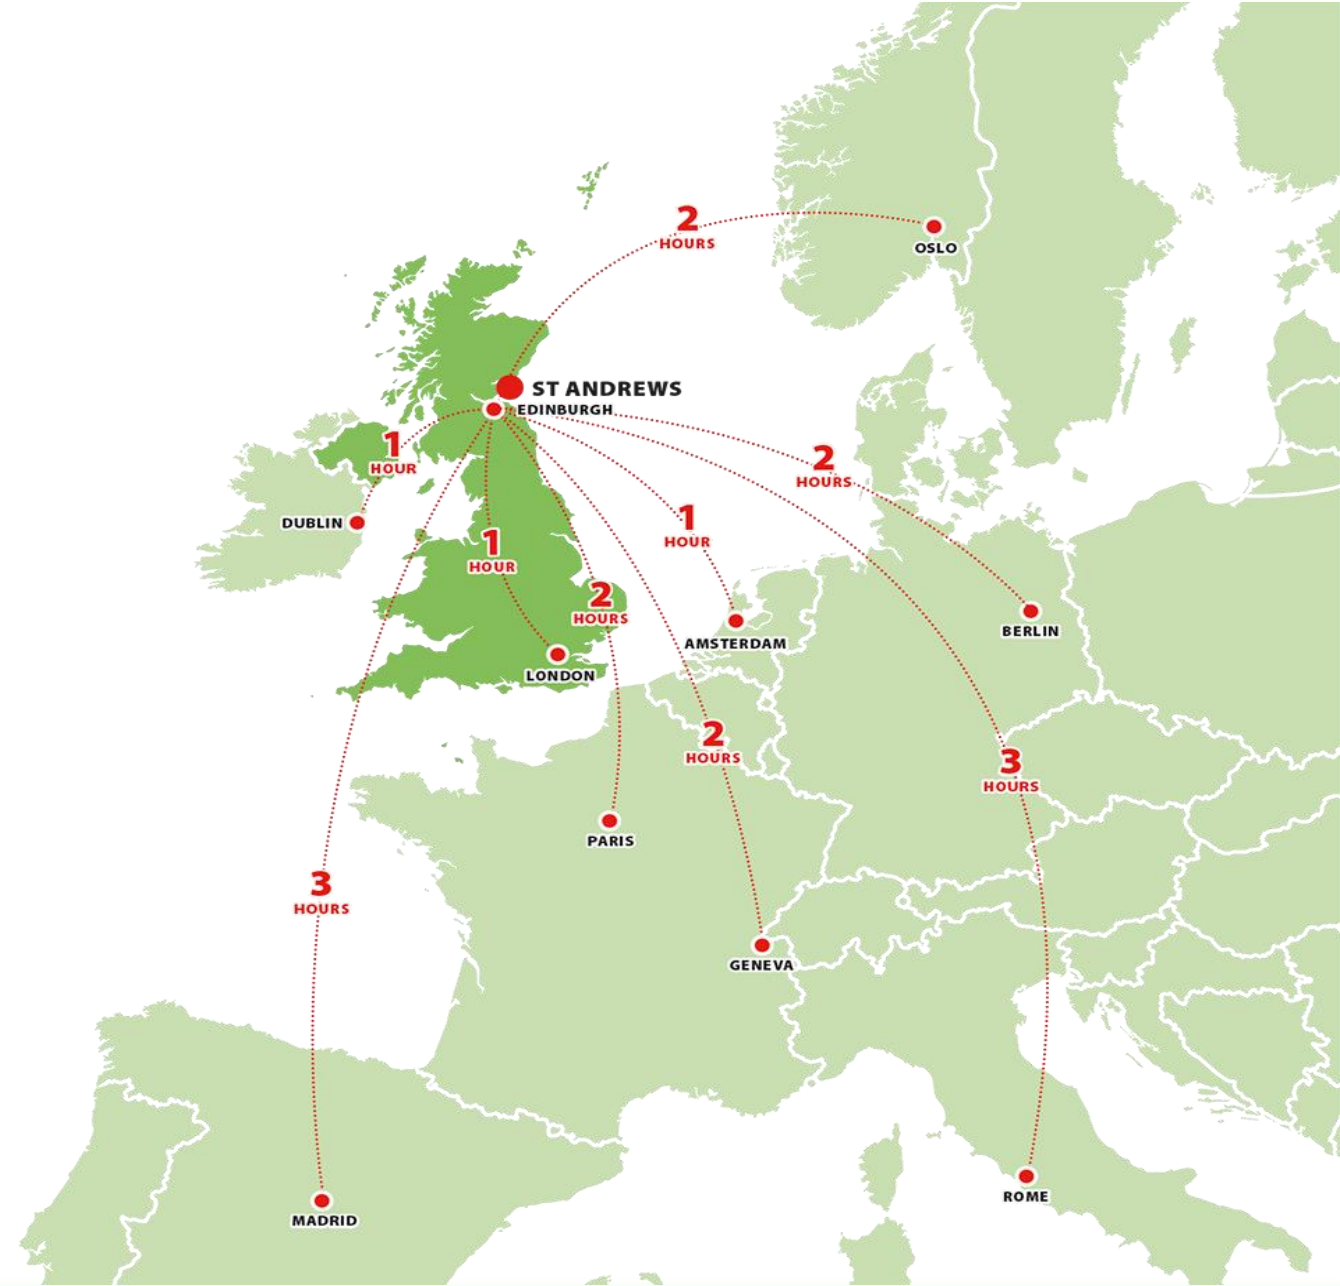 2
HOURS
OSLO
ST ANDREWS
EDINBURGH
1
HOUR
2
HOURS
DUBLIN
1
HOUR
1
HOUR
2
HOURS
AMSTERDAM
BERLIN
LONDON
2
HOURS
3
HOURS
PARIS
3
HOURS
GENEVA
ROME
MADRID